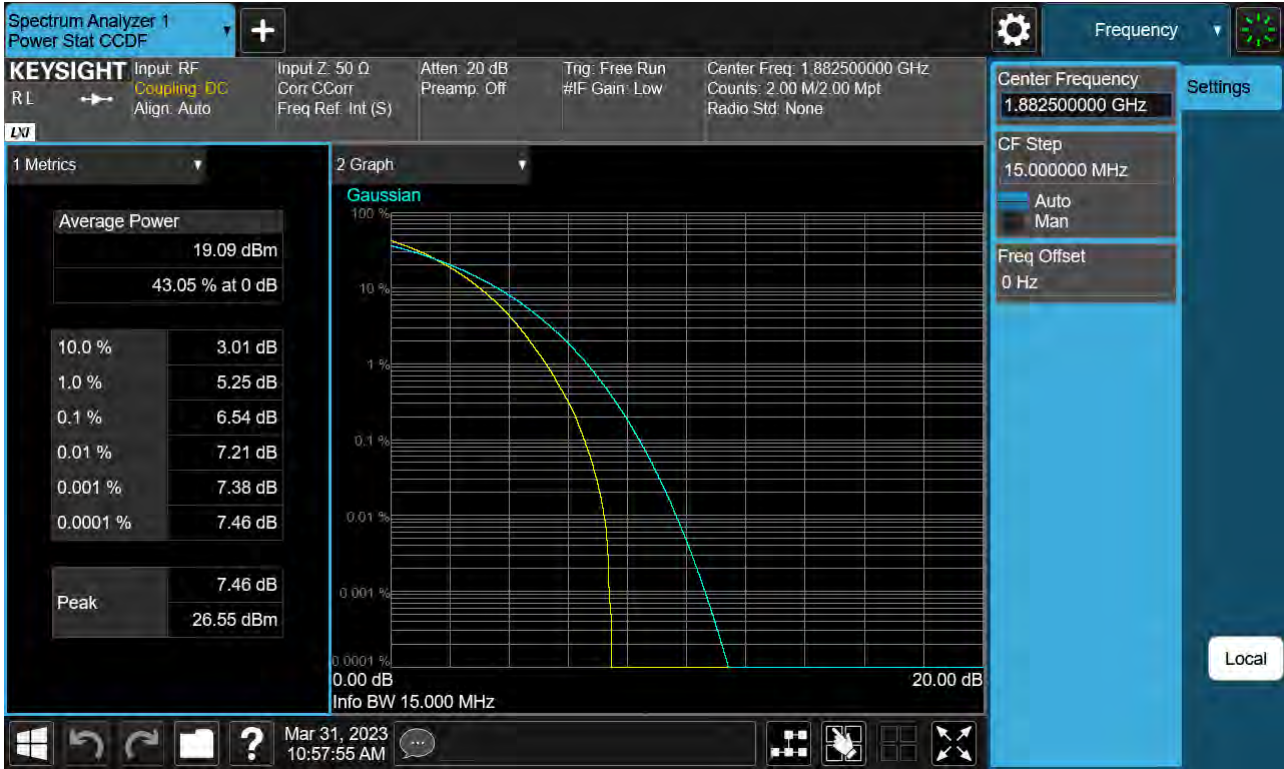 Spectrum Analyzer 1
Power Stat CCDF
+
Frequency
KEYSIGHT
R L
LXI
Input: RF
Coupling: DC
Align: Auto
Input Z: 50 Ω
Corr CCorr
Freq Ref: Int (S)
Atten: 20 dB
Preamp: Off
Trig: Free Run
#IF Gain: Low
Center Freq: 1.882500000 GHz
Counts: 2.00 M/2.00 Mpt
Radio Std: None
Center Frequency
1.882500000 GHz
Settings
CF Step
15.000000 MHz
Auto
Man
Freq Offset
0 Hz
1 Metrics
Average Power
19.09 dBm
43.05 % at 0 dB
10.0 % 3.01 dB
1.0 % 5.25 dB
0.1 % 6.54 dB
0.01 % 7.21 dB
0.001 % 7.38 dB
0.0001 % 7.46 dB
Peak
7.46 dB
26.55 dBm
2 Graph
Gaussian
100 %
10 %
1 %
0.1 %
0.01 %
0.001 %
0.0001 %
0.00 dB 20.00 dB
Info BW 15.000 MHz
Local
?
Mar 31, 2023
10:57:55 AM